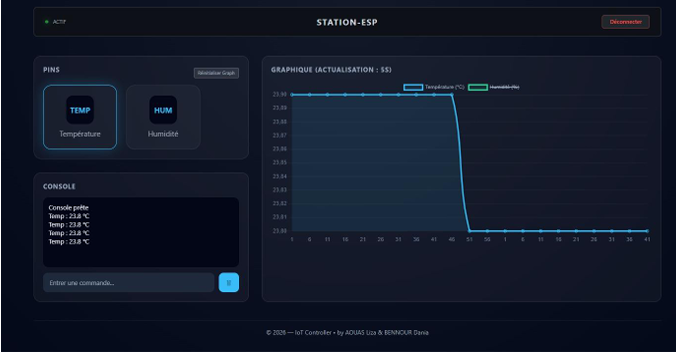 ACTIF
STATION-ESP
Déconnecter
PINS
Réinitialiser Graph
TEMP
Température
HUM
Humidité
CONSOLE
Console prête
Temp : 23.8 °C
Temp : 23.8 °C
Temp : 23.8 °C
Temp : 23.8 °C
Entrer une commande...
GRAPHIQUE (ACTUALISATION : 5S)
Température (°C) Humidité (%)
23.90
23.89
23.88
23.87
23.86
23.85
23.84
23.83
23.82
23.81
23.80
1 6 11 16 21 26 31 36 41 46 51 56 1 6 11 16 21 26 31 36 41
© 2026 — IoT Controller • by AOUAS Liza & BENNOUR Dania